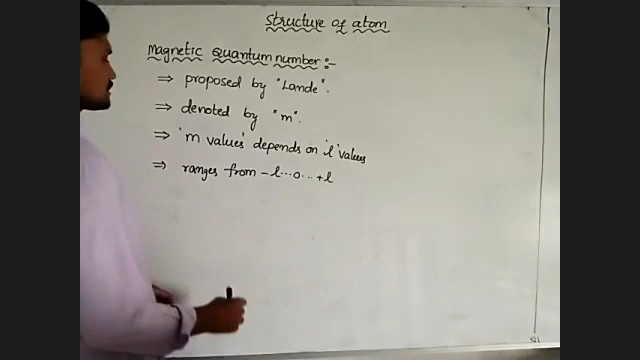 Structure of atom
Magnetic Quantum number :-
⇒ proposed by "Lande".
⇒ denoted by "m".
⇒ 'm values' depends on 'l' values
⇒ ranges from -l...0...+l